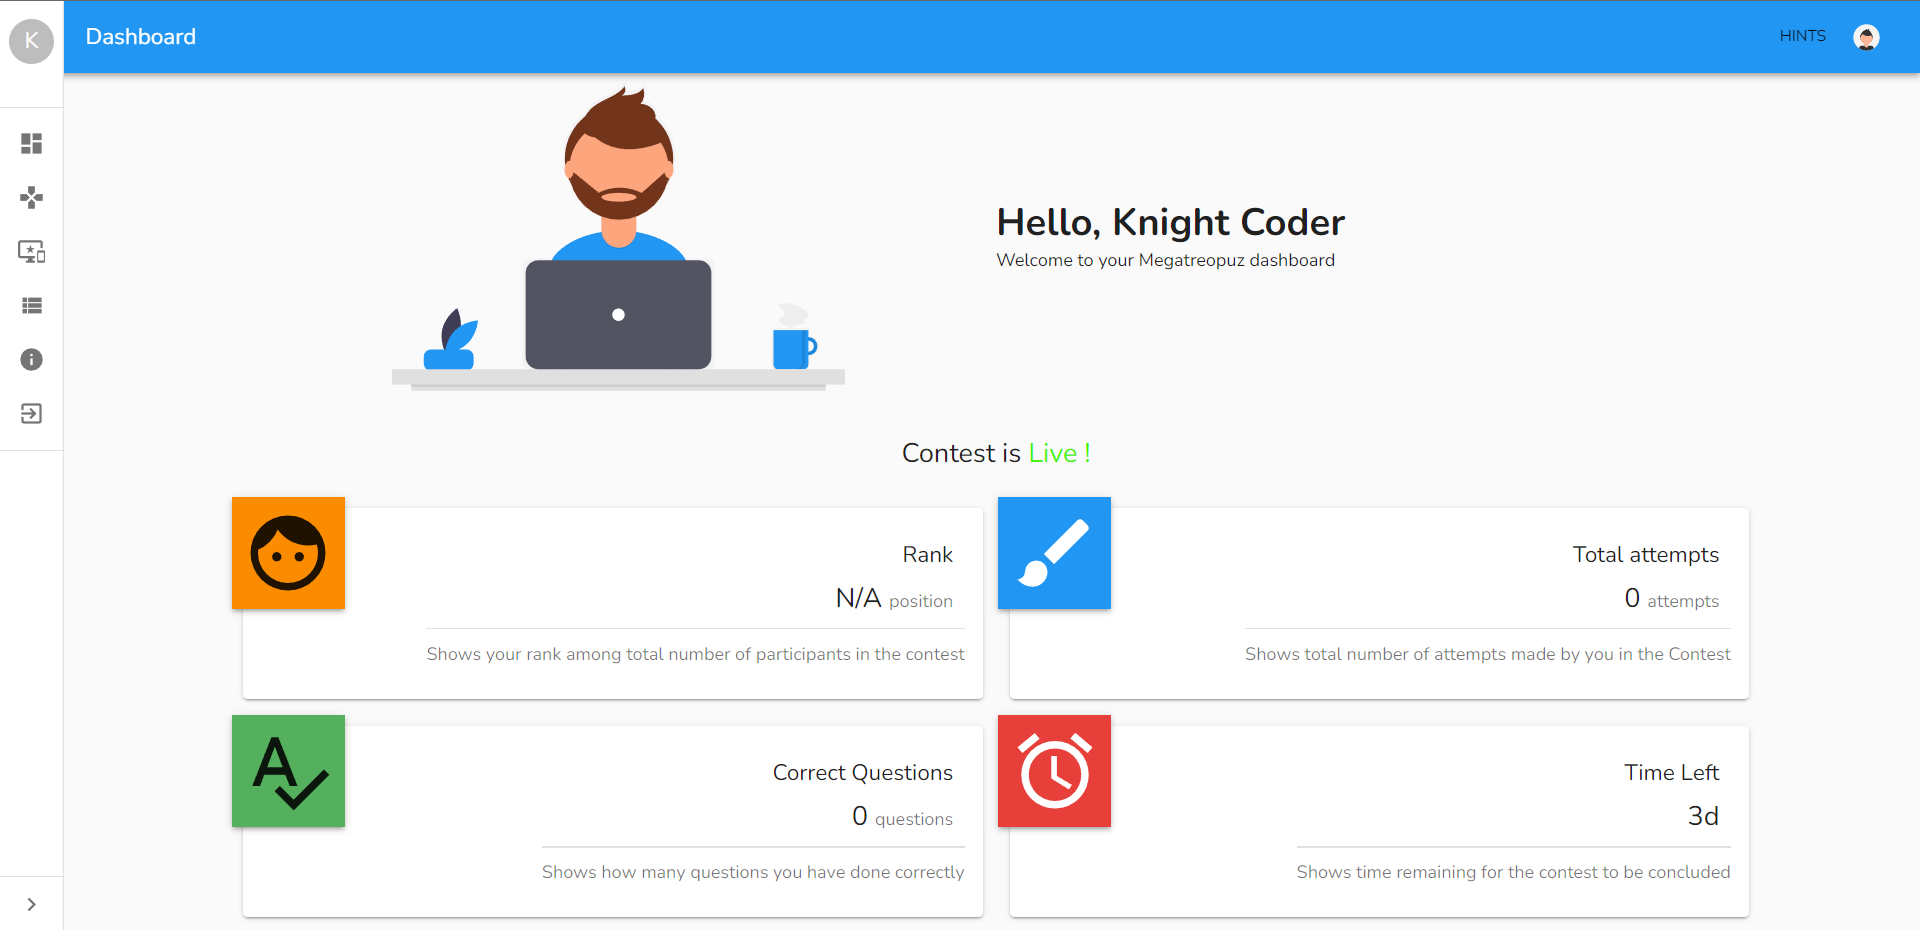 K
Dashboard
HINTS
Hello, Knight Coder
Welcome to your Megatreopuz dashboard
Contest is Live !
Rank
N/A position
Shows your rank among total number of participants in the contest
Total attempts
0 attempts
Shows total number of attempts made by you in the Contest
A
Correct Questions
0 questions
Shows how many questions you have done correctly
Time Left
3d
Shows time remaining for the contest to be concluded